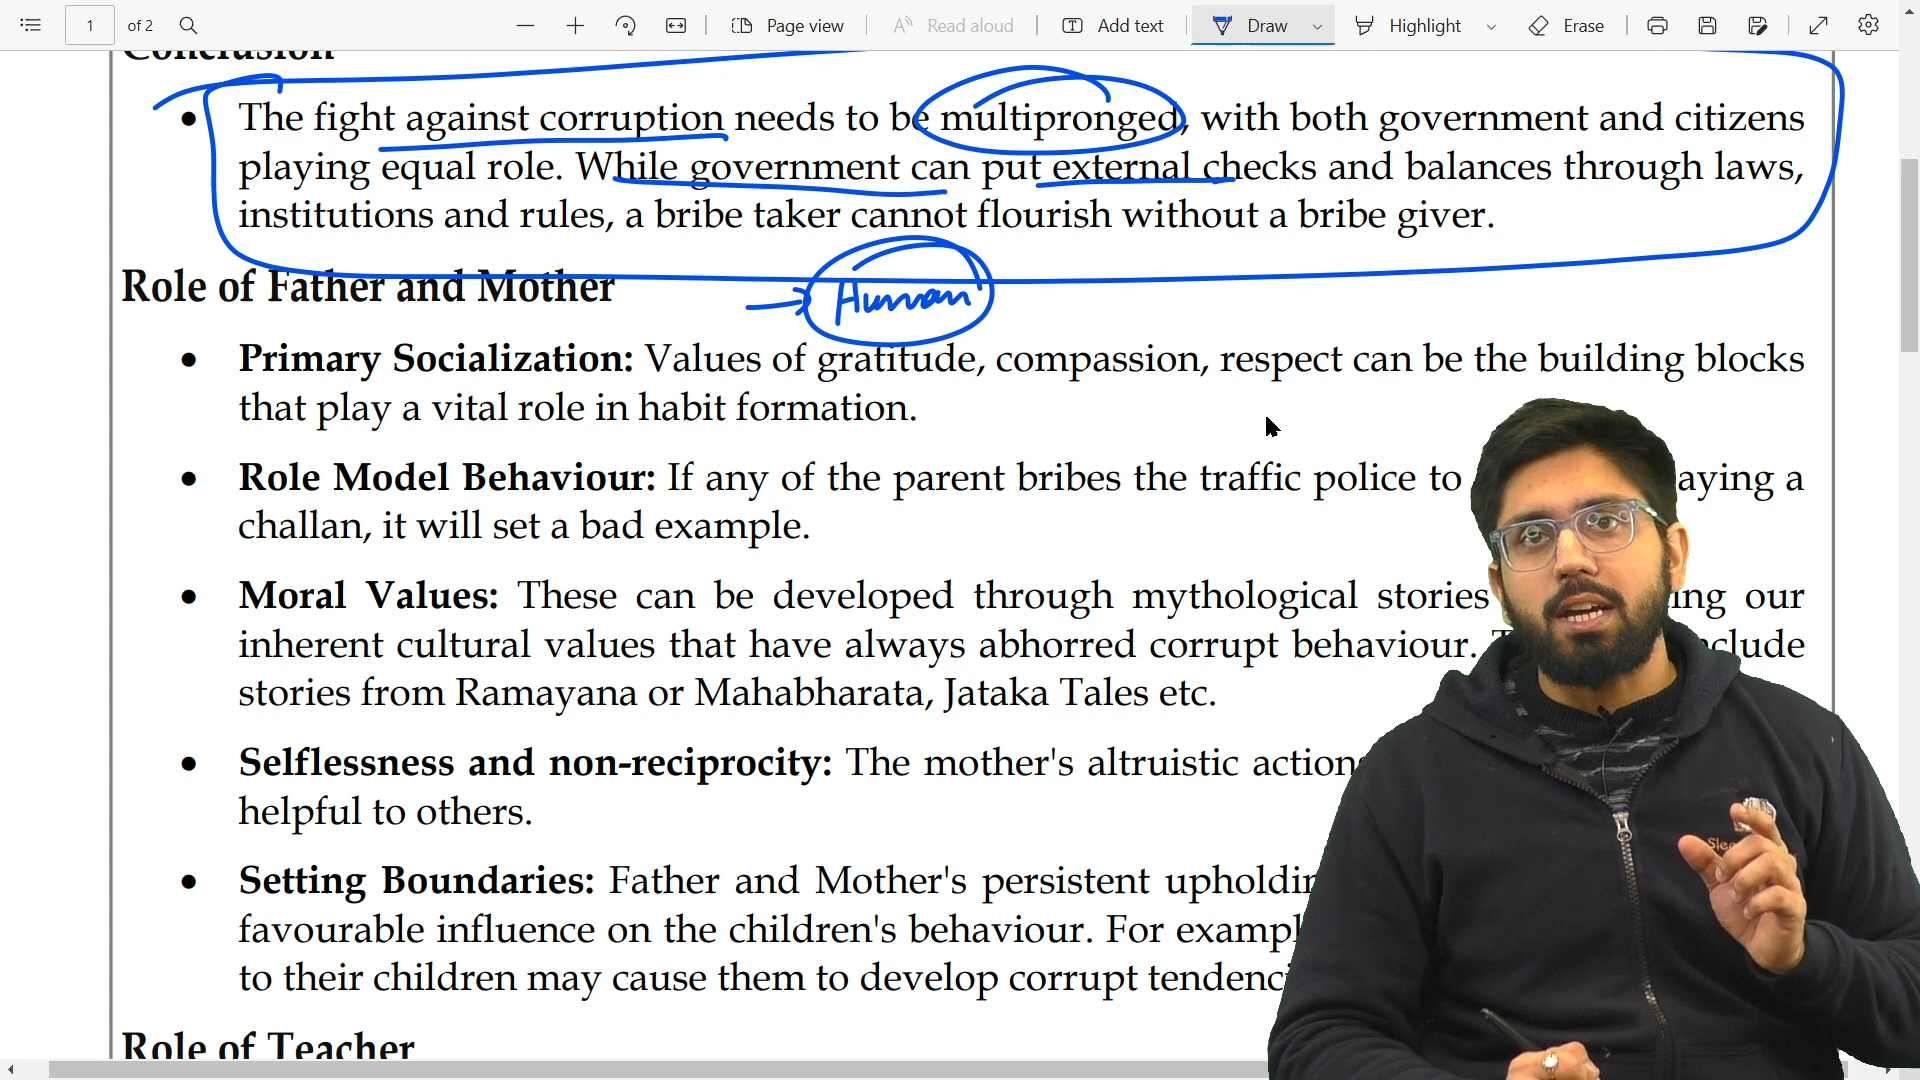 1 of 2 Page view Read aloud Add text Draw Highlight Erase
Conclusion
• The fight against corruption needs to be multipronged, with both government and citizens
playing equal role. While government can put external checks and balances through laws,
institutions and rules, a bribe taker cannot flourish without a bribe giver.
Role of Father and Mother
Human
• Primary Socialization: Values of gratitude, compassion, respect can be the building blocks
that play a vital role in habit formation.
• Role Model Behaviour: If any of the parent bribes the traffic police to aying a
challan, it will set a bad example.
• Moral Values: These can be developed through mythological stories ing our
inherent cultural values that have always abhorred corrupt behaviour. nclude
stories from Ramayana or Mahabharata, Jataka Tales etc.
• Selflessness and non-reciprocity: The mother's altruistic action
helpful to others.
• Setting Boundaries: Father and Mother's persistent upholdin
favourable influence on the children's behaviour. For exampl
to their children may cause them to develop corrupt tendenc
Role of Teacher